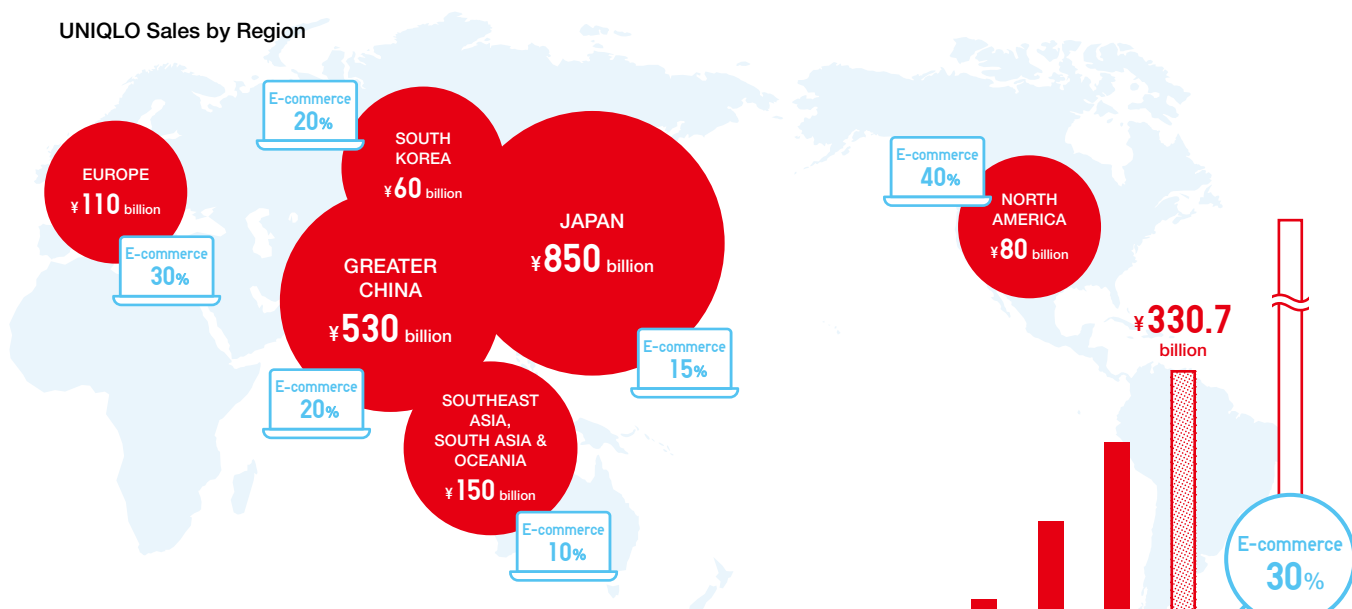 UNIQLO Sales by Region
E-commerce
20%
SOUTH
KOREA
¥60 billion
EUROPE
¥110 billion
E-commerce
30%
JAPAN
¥850 billion
E-commerce
15%
GREATER
CHINA
¥530 billion
E-commerce
20%
SOUTHEAST
ASIA,
SOUTH ASIA &
OCEANIA
¥150 billion
E-commerce
10%
E-commerce
40%
NORTH
AMERICA
¥80 billion
¥330.7
billion
E-commerce
30%